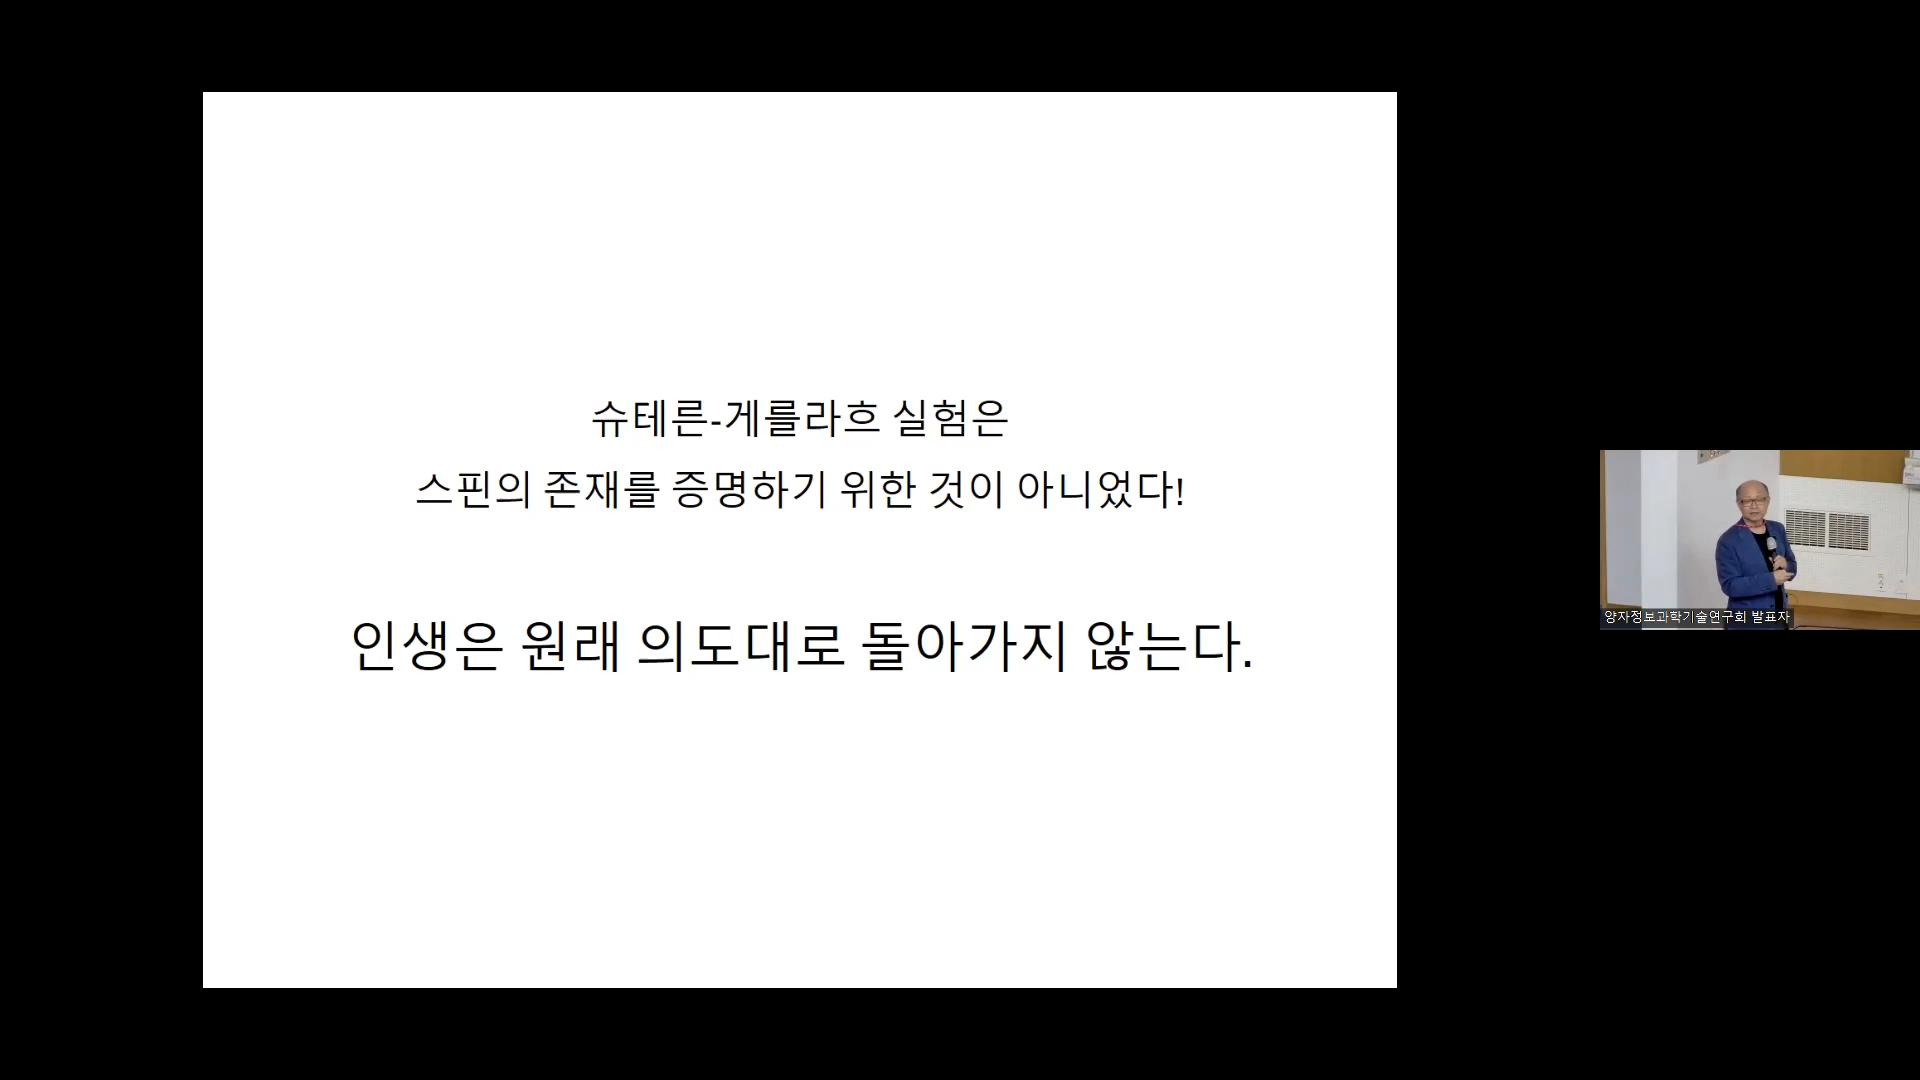 슈테른-게를라흐 실험은
스핀의 존재를 증명하기 위한 것이 아니었다!
인생은 원래 의도대로 돌아가지 않는다.
양자정보과학기술연구회 발표자